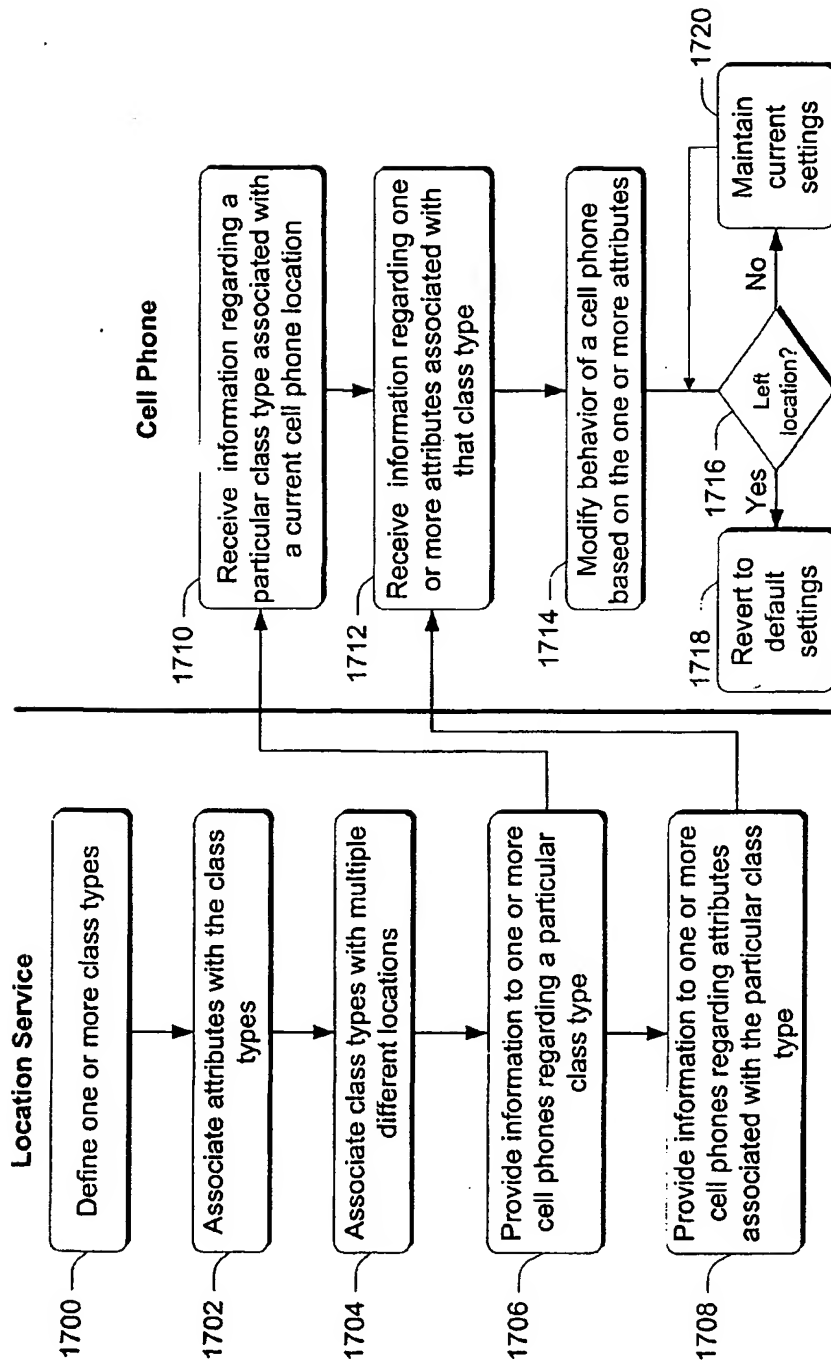 Location Service
1700
Define one or more class types
1702
Associate attributes with the class
types
1704
Associate class types with multiple
different locations
1706
Provide information to one or more
cell phones regarding a particular
class type
1708
Provide information to one or more
cell phones regarding attributes
associated with the particular class
type
Cell Phone
1710
Receive information regarding a
particular class type associated with
a current cell phone location
1712
Receive information regarding one
or more attributes associated with
that class type
1714
Modify behavior of a cell phone
based on the one or more attributes
1716
Left
location?
Yes
No
1718
Revert to
default
settings
1720
Maintain
current
settings